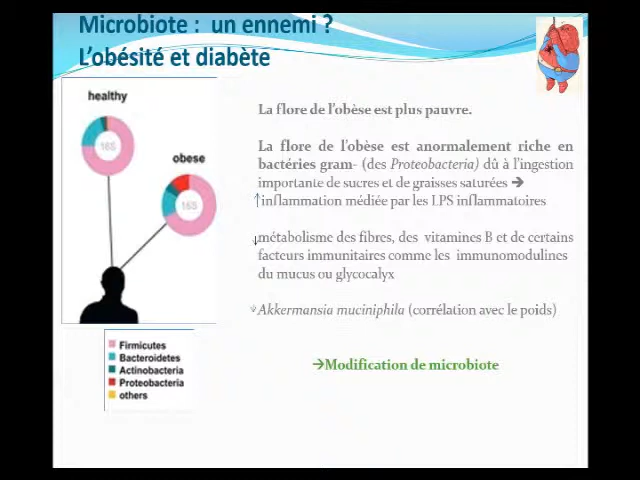 Microbiote : un ennemi ?
L'obésité et diabète
healthy
16S
obese
16S
Firmicutes
Bacteroidetes
Actinobacteria
Proteobacteria
others
La flore de l'obèse est plus pauvre.
La flore de l'obèse est anormalement riche en
bactéries gram- (des Proteobacteria) dû à l'ingestion
importante de sucres et de graisses saturées →
↑inflammation médiée par les LPS inflammatoires
↓métabolisme des fibres, des vitamines B et de certains
facteurs immunitaires comme les immunomodulines
du mucus ou glycocalyx
↓Akkermansia muciniphila (corrélation avec le poids)
→Modification de microbiote